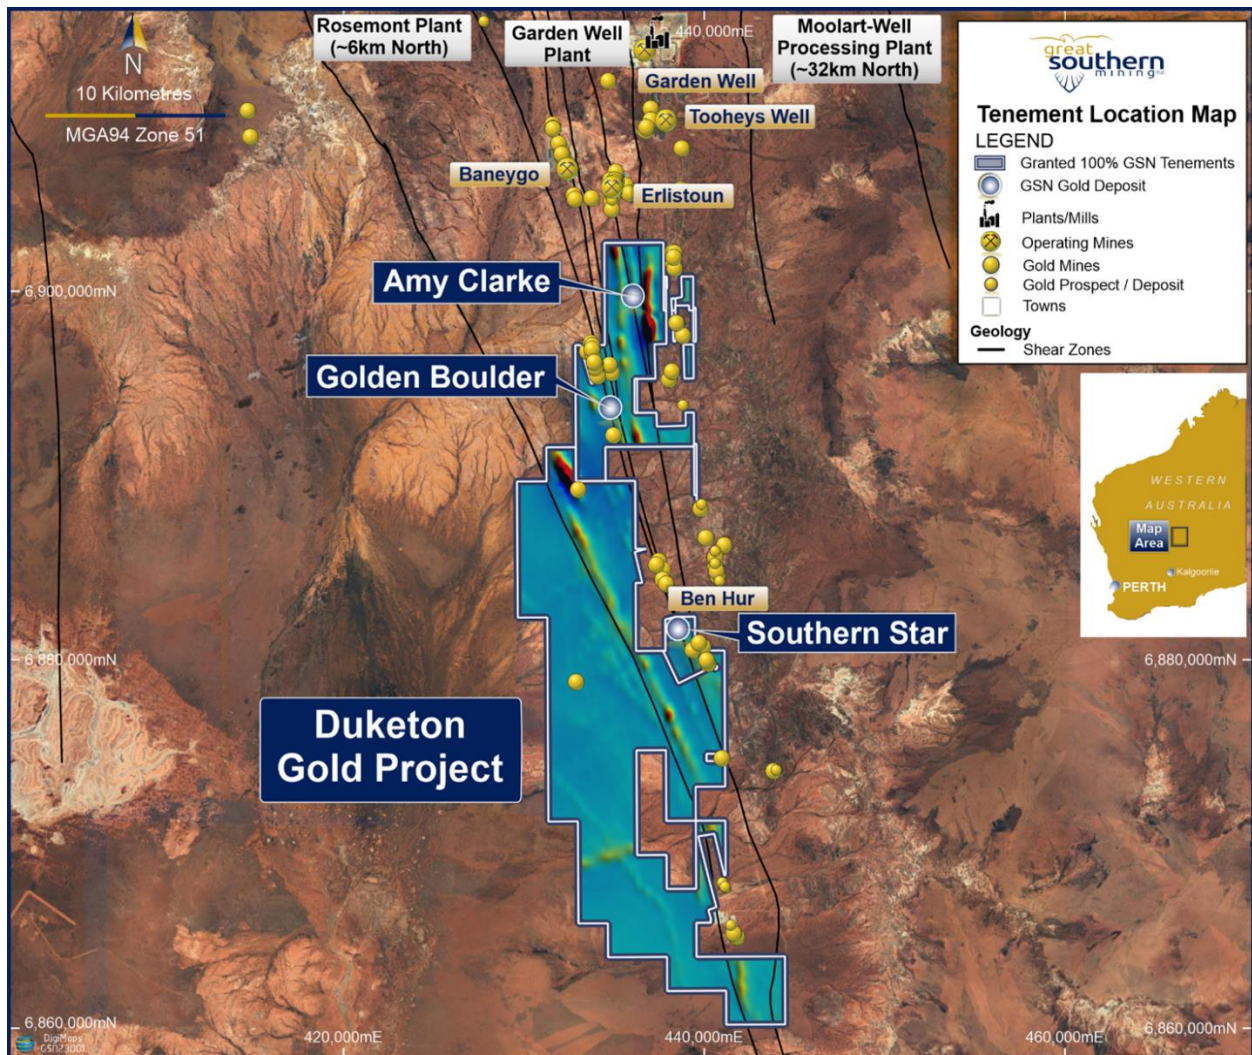 Rosemont Plant
(~6km North)
Garden Well
Plant
440,000mE
Moolart-Well
Processing Plant
(~32km North)
N
10 Kilometres
MGA94 Zone 51
great
southern
mining
Tenement Location Map
LEGEND
Granted 100% GSN Tenements
GSN Gold Deposit
Plants/Mills
Operating Mines
Gold Mines
Gold Prospect / Deposit
Towns
Geology
Shear Zones
Garden Well
Tooheys Well
Baneygo
Erlistoun
Amy Clarke
6,900,000mN
Golden Boulder
WESTERN
AUSTRALIA
Map
Area
Kalgoorlie
PERTH
Ben Hur
Southern Star
6,880,000mN
6,880,000mN
Duketon
Gold Project
6,860,000mN
420,000mE
440,000mE
460,000mE
6,860,000mN
DigiMaps
GSN23001